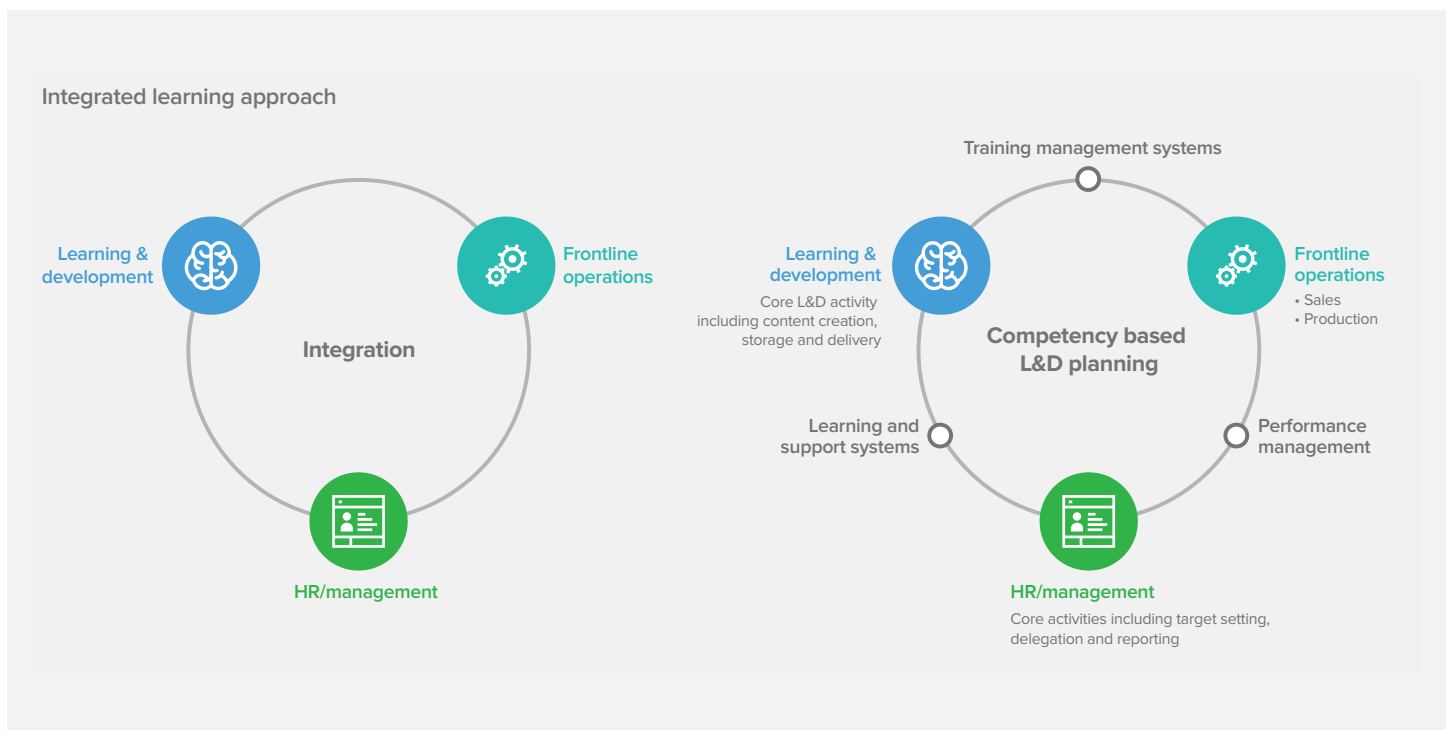 Integrated learning approach
Learning &
development
Frontline
operations
Integration
HR/management
Training management systems
Learning &
development
Core L&D activity
including content creation,
storage and delivery
Frontline
operations
• Sales
• Production
Competency based
L&D planning
Learning and
support systems
Performance
management
HR/management
Core activities including target setting,
delegation and reporting